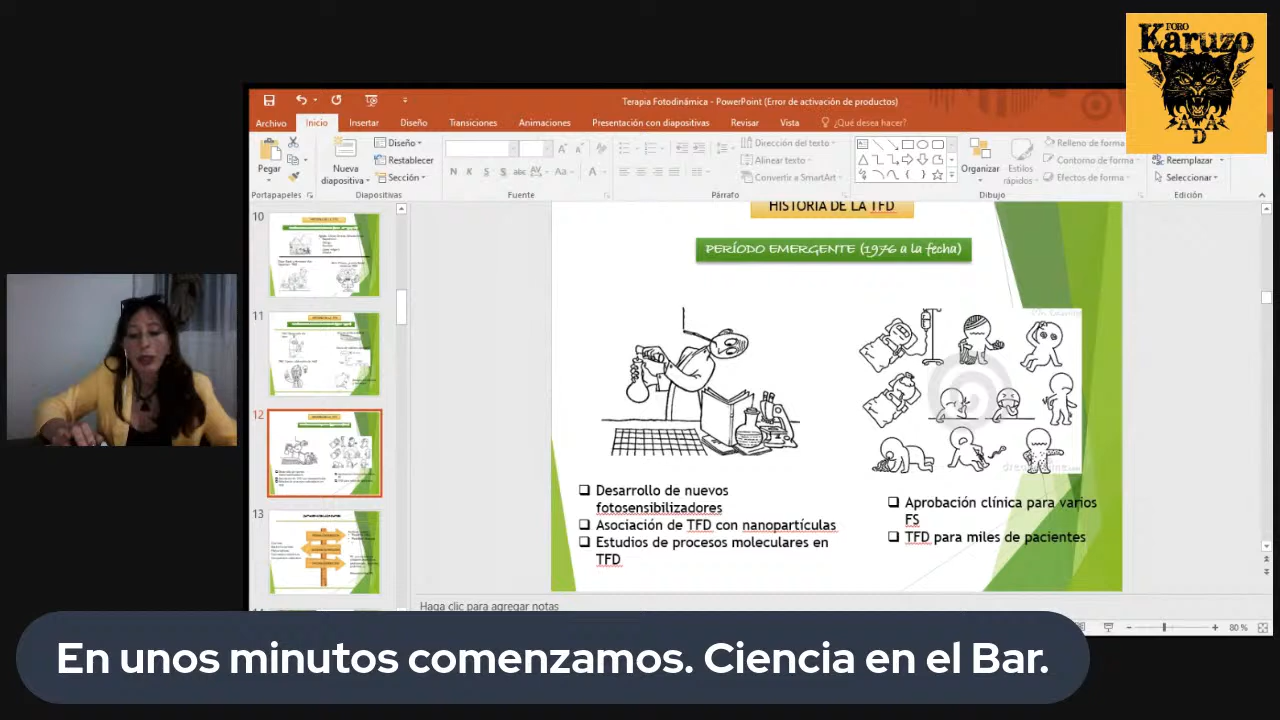 FORO
Karuzo
Terapia Fotodinámica - PowerPoint (Error de activación de productos)
Archivo Inicio Insertar Diseño Transiciones Animaciones Presentación con diapositivas Revisar Vista ¿Qué desea hacer?
Pegar
Nueva
diapositiva
Diseño
Restablecer
Sección
N K S S abc AV Aa A
Dirección del texto
Alinear texto
Convertir a SmartArt
Organizar
Estilos
rápidos
Relleno de forma
Contorno de forma
Efectos de forma
Reemplazar
Seleccionar
Portapapeles Diapositivas Fuente Párrafo Dibujo Edición
10
11
12
13
HISTORIA DE LA TFD
PERÍODO EMERGENTE (1976 a la fecha)
Desarrollo de nuevos
fotosensibilizadores
Asociación de TFD con nanopartículas
Estudios de procesos moleculares en
TFD
Aprobación clínica para varios
FS
TFD para miles de pacientes
Haga clic para agregar notas
80 %
En unos minutos comenzamos. Ciencia en el Bar.